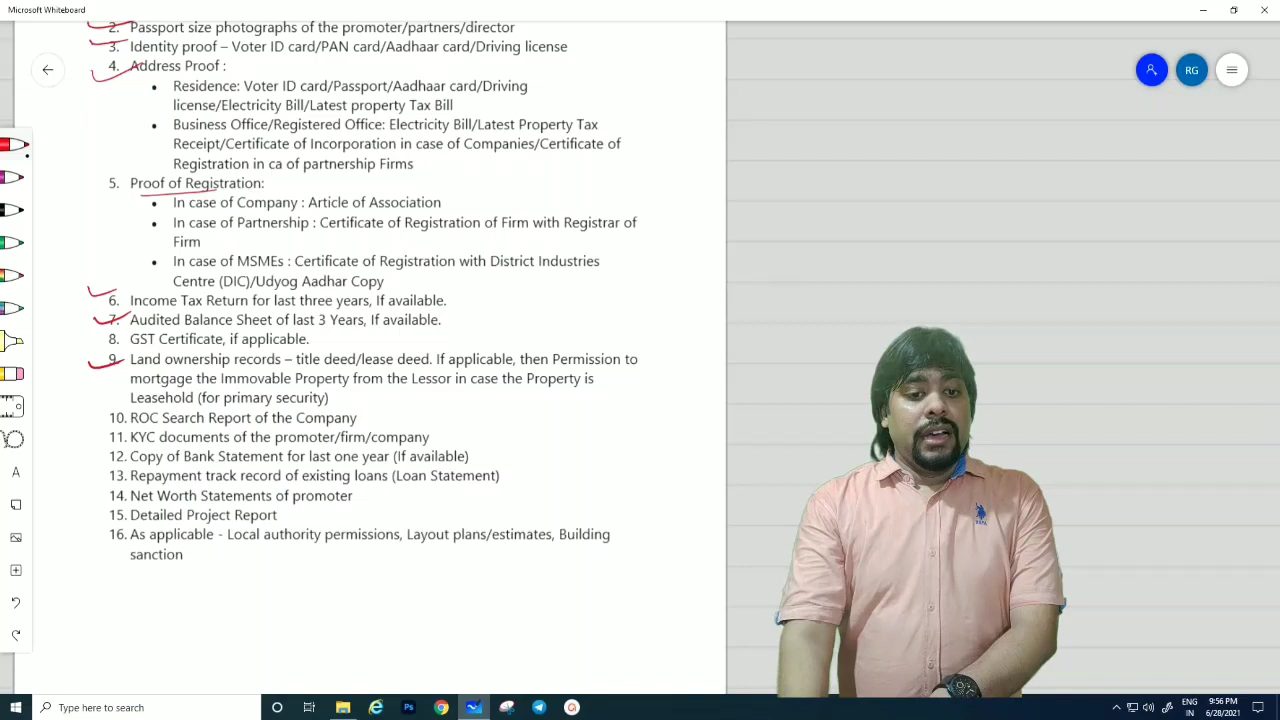 Microsoft Whiteboard
2. Passport size photographs of the promoter/partners/director
3. Identity proof – Voter ID card/PAN card/Aadhaar card/Driving license
4. Address Proof :
• Residence: Voter ID card/Passport/Aadhaar card/Driving
license/Electricity Bill/Latest property Tax Bill
• Business Office/Registered Office: Electricity Bill/Latest Property Tax
Receipt/Certificate of Incorporation in case of Companies/Certificate of
Registration in ca of partnership Firms
5. Proof of Registration:
• In case of Company : Article of Association
• In case of Partnership : Certificate of Registration of Firm with Registrar of
Firm
• In case of MSMEs : Certificate of Registration with District Industries
Centre (DIC)/Udyog Aadhar Copy
6. Income Tax Return for last three years, If available.
7. Audited Balance Sheet of last 3 Years, If available.
8. GST Certificate, if applicable.
9. Land ownership records – title deed/lease deed. If applicable, then Permission to
mortgage the Immovable Property from the Lessor in case the Property is
Leasehold (for primary security)
10. ROC Search Report of the Company
11. KYC documents of the promoter/firm/company
12. Copy of Bank Statement for last one year (If available)
13. Repayment track record of existing loans (Loan Statement)
14. Net Worth Statements of promoter
15. Detailed Project Report
16. As applicable - Local authority permissions, Layout plans/estimates, Building
sanction
RG
A
Type here to search
Ps
ENG
IN
9:56 PM
6/28/2021